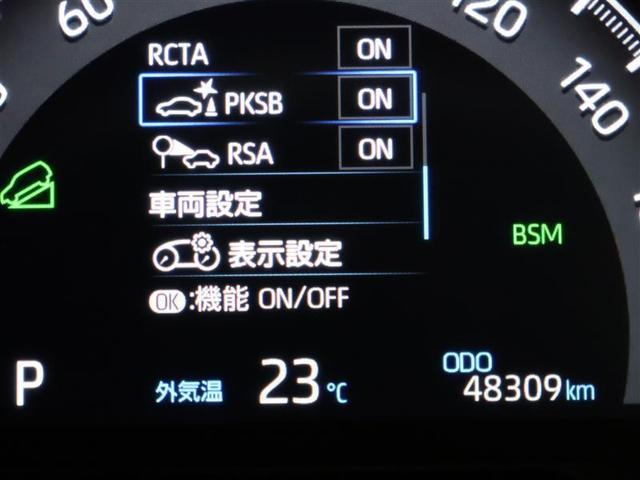 60
120
140
RCTA ON
PKSB ON
RSA ON
車両設定
表示設定
OK:機能 ON/OFF
BSM
P
外気温 23℃
ODO
48309km